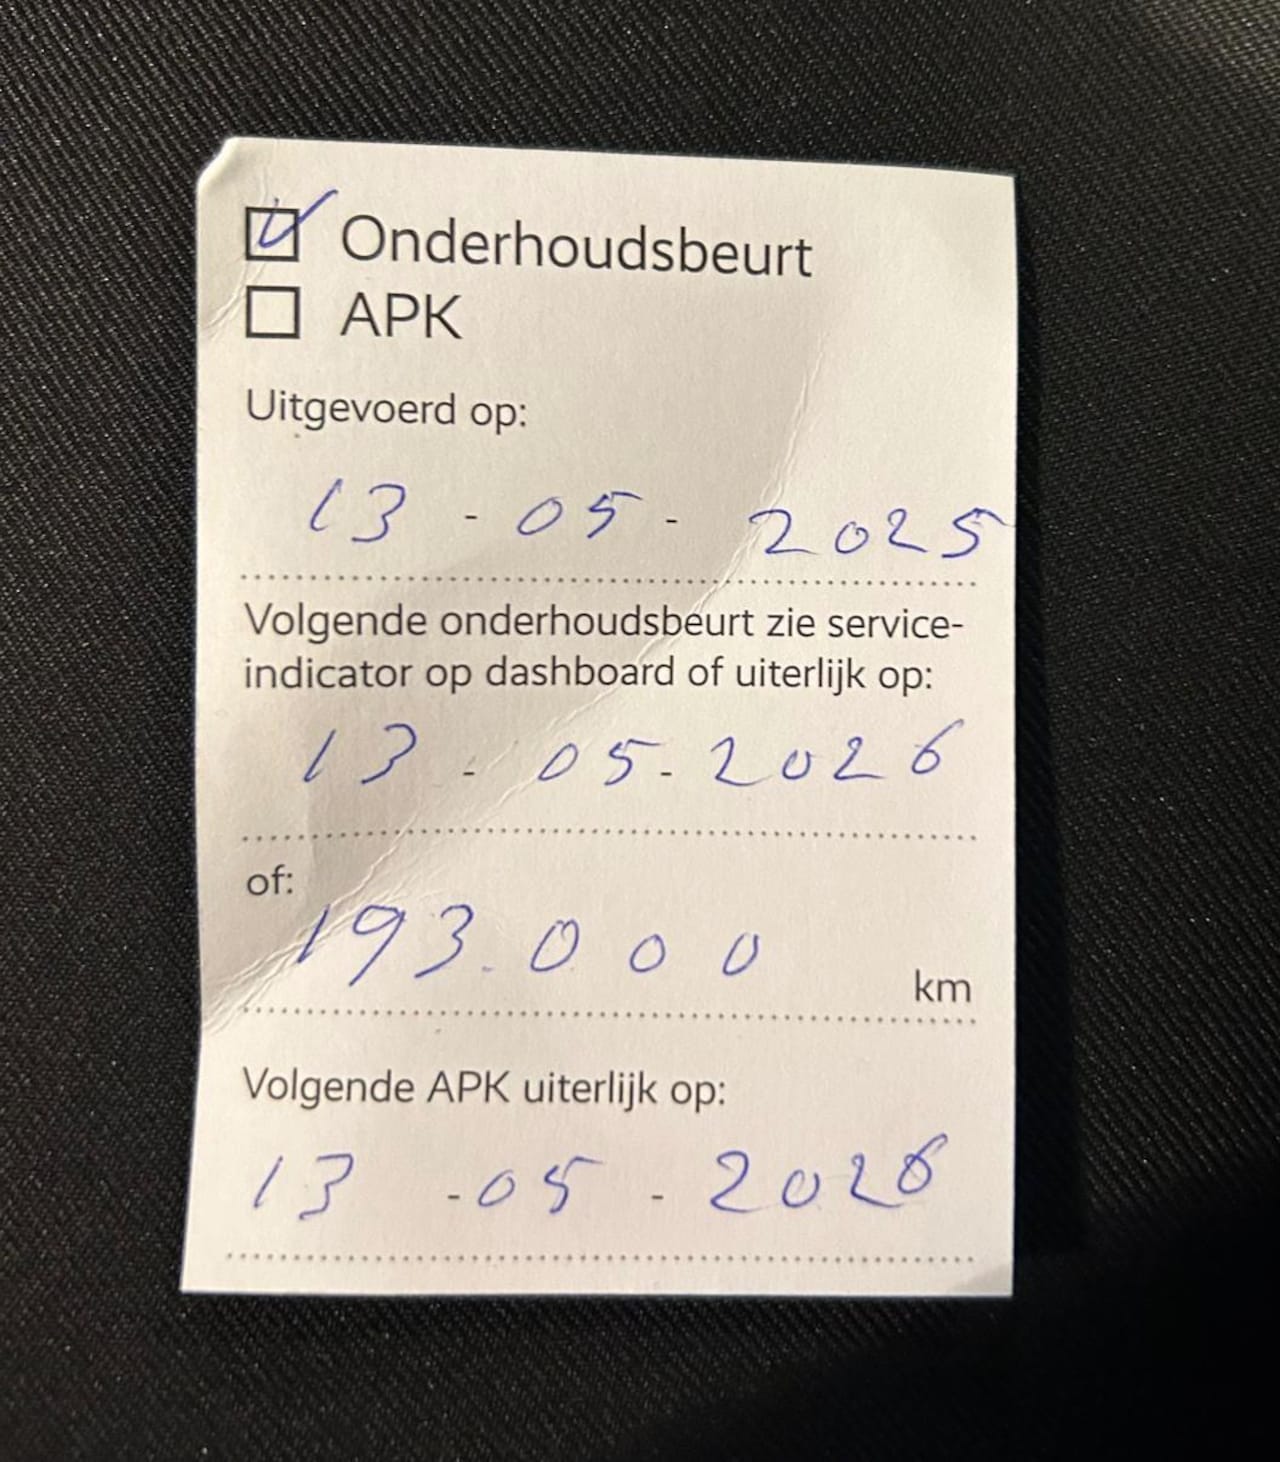 Onderhoudsbeurt
APK
Uitgevoerd op:
13 - 05 - 2025
Volgende onderhoudsbeurt zie service-
indicator op dashboard of uiterlijk op:
13 - 05 - 2026
of:
193.000 km
Volgende APK uiterlijk op:
13 - 05 - 2026